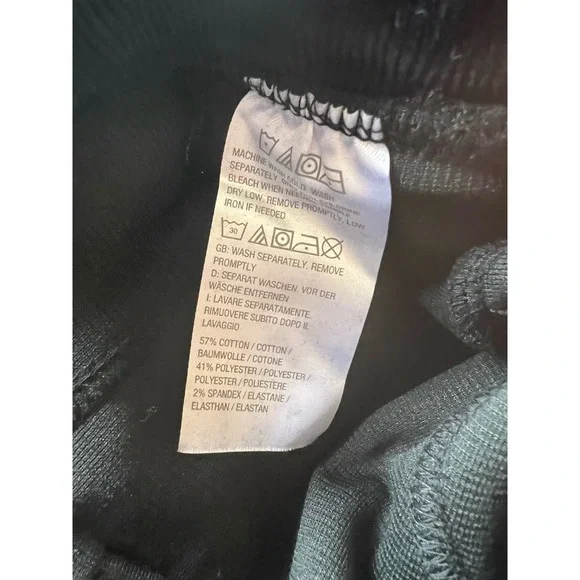 MACHINE WASH COLD. WASH
SEPARATELY. ONLY
BLEACH WHEN NEEDED. TUMBLE
DRY LOW. REMOVE PROMPTLY. LOW
IRON IF NEEDED
30
GB: WASH SEPARATELY. REMOVE
PROMPTLY
D: SEPARAT WASCHEN. VOR DER
WÄSCHE ENTFERNEN
I: LAVARE SEPARATAMENTE.
RIMUOVERE SUBITO DOPO IL
LAVAGGIO
57% COTTON / COTTON /
BAUMWOLLE / COTONE
41% POLYESTER / POLYESTER /
POLYESTER / POLIESTERE
2% SPANDEX / ELASTANE /
ELASTHAN / ELASTAN